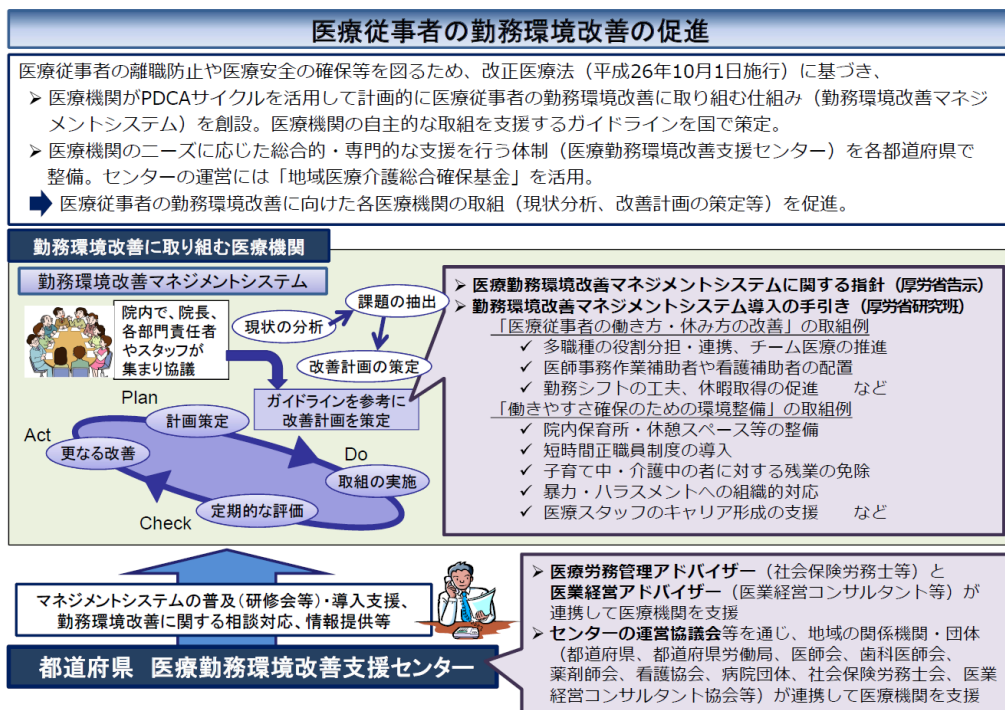 医療従事者の勤務環境改善の促進
医療従事者の離職防止や医療安全の確保等を図るため、改正医療法（平成26年10月1日施行）に基づき、
➢ 医療機関がPDCAサイクルを活用して計画的に医療従事者の勤務環境改善に取り組む仕組み（勤務環境改善マネジ
メントシステム）を創設。医療機関の自主的な取組を支援するガイドラインを国で策定。
➢ 医療機関のニーズに応じた総合的・専門的な支援を行う体制（医療勤務環境改善支援センター）を各都道府県で
整備。センターの運営には「地域医療介護総合確保基金」を活用。
医療従事者の勤務環境改善に向けた各医療機関の取組（現状分析、改善計画の策定等）を促進。
勤務環境改善に取り組む医療機関
勤務環境改善マネジメントシステム
院内で、院長、
各部門責任者
やスタッフが
集まり協議
現状の分析
課題の抽出
改善計画の策定
ガイドラインを参考に
改善計画を策定
Plan
計画策定
Do
取組の実施
Check
定期的な評価
Act
更なる改善
➢ 医療勤務環境改善マネジメントシステムに関する指針（厚労省告示）
➢ 勤務環境改善マネジメントシステム導入の手引き（厚労省研究班）
「医療従事者の働き方・休み方の改善」の取組例
✓ 多職種の役割分担・連携、チーム医療の推進
✓ 医師事務作業補助者や看護補助者の配置
✓ 勤務シフトの工夫、休暇取得の促進 など
「働きやすさ確保のための環境整備」の取組例
✓ 院内保育所・休憩スペース等の整備
✓ 短時間正職員制度の導入
✓ 子育て中・介護中の者に対する残業の免除
✓ 暴力・ハラスメントへの組織的対応
✓ 医療スタッフのキャリア形成の支援 など
マネジメントシステムの普及（研修会等）・導入支援、
勤務環境改善に関する相談対応、情報提供等
都道府県 医療勤務環境改善支援センター
➢ 医療労務管理アドバイザー（社会保険労務士等）と
医業経営アドバイザー（医業経営コンサルタント等）が
連携して医療機関を支援
➢ センターの運営協議会等を通じ、地域の関係機関・団体
（都道府県、都道府県労働局、医師会、歯科医師会、
薬剤師会、看護協会、病院団体、社会保険労務士会、医業
経営コンサルタント協会等）が連携して医療機関を支援